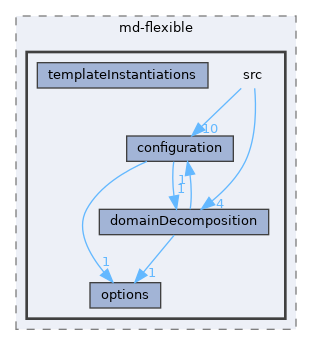 md-flexible
templateInstantiations
src
10
configuration
1
1
4
domainDecomposition
1
1
options